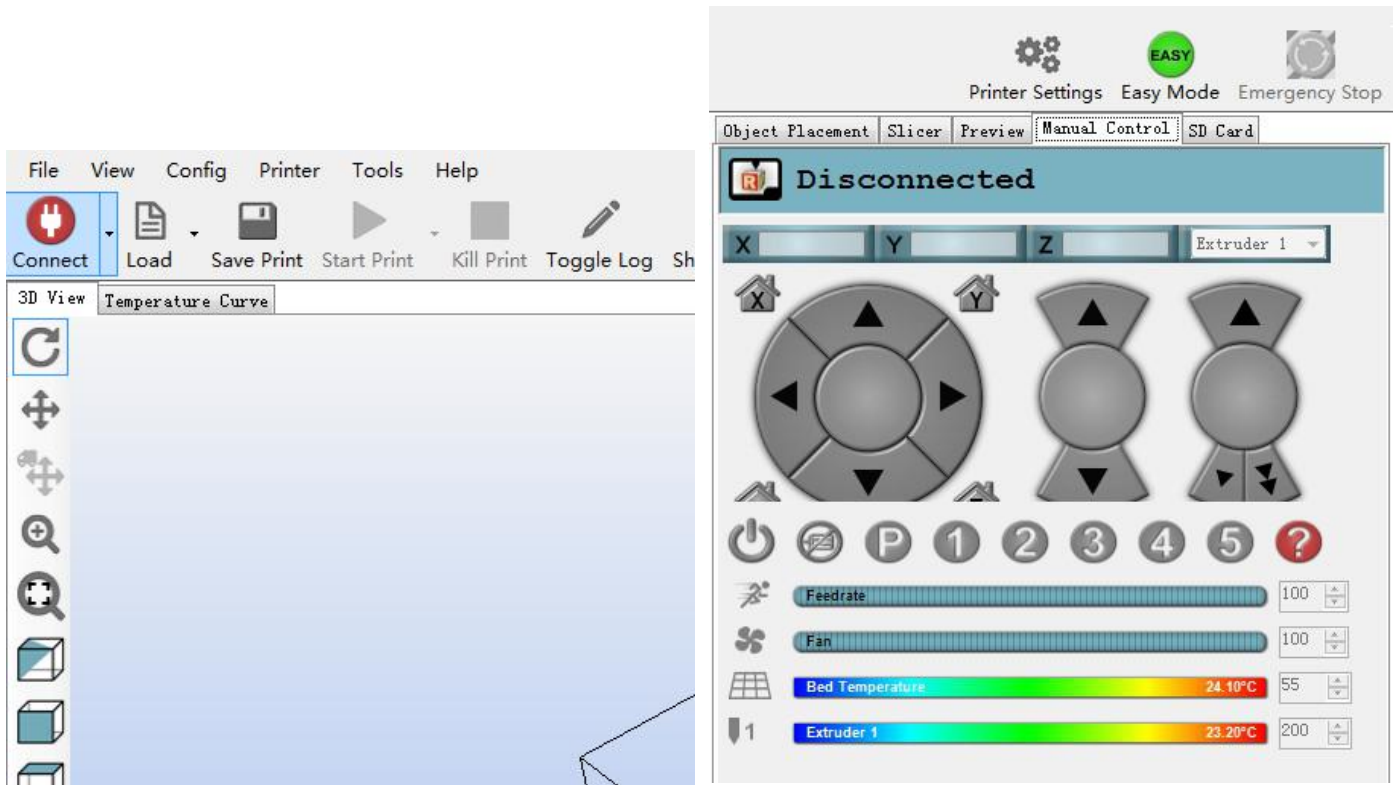 File View Config Printer Tools Help
Connect Load Save Print Start Print Kill Print Toggle Log Sh
3D View Temperature Curve
Printer Settings EASY Easy Mode Emergency Stop
Object Placement Slicer Preview Manual Control SD Card
R Disconnected
X Y Z Extruder 1
X Y
P 1 2 3 4 5 ?
Feedrate 100
Fan 100
Bed Temperature 24.10°C 55
1 Extruder 1 23.20°C 200